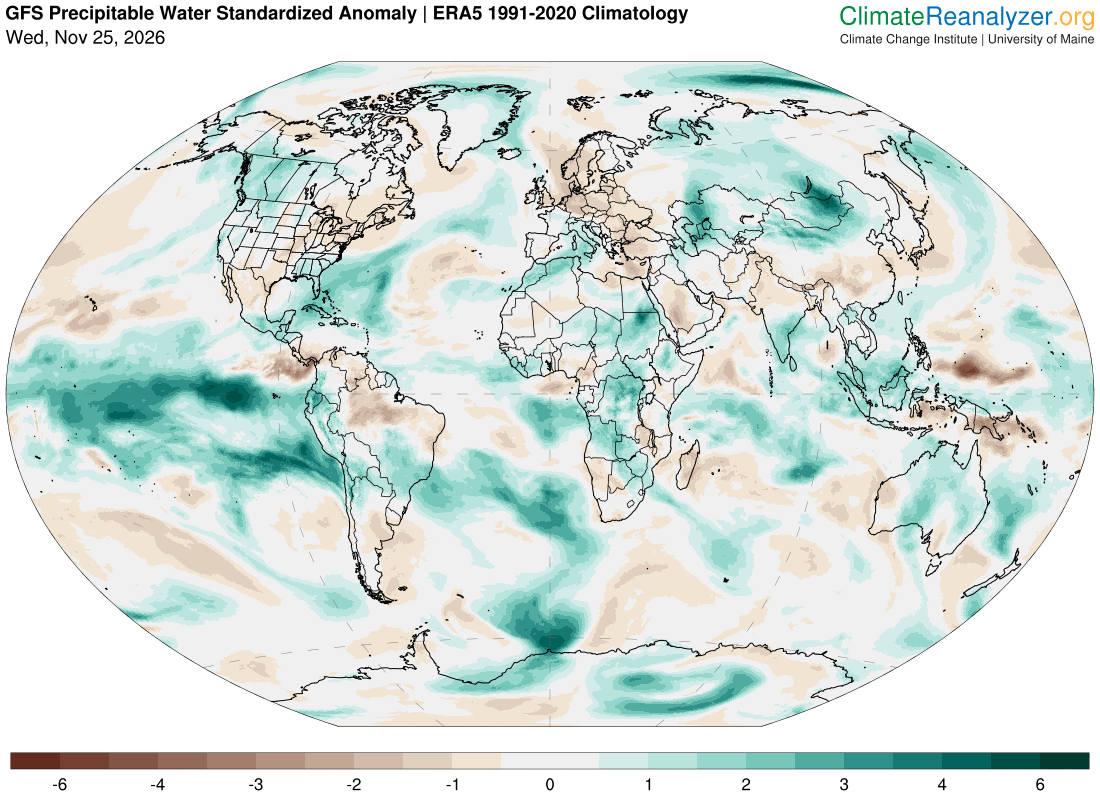 GFS Precipitable Water Standardized Anomaly | ERA5 1991-2020 Climatology
Wed, Nov 25, 2026
ClimateReanalyzer.org
Climate Change Institute | University of Maine
-6 -4 -3 -2 -1 0 1 2 3 4 6